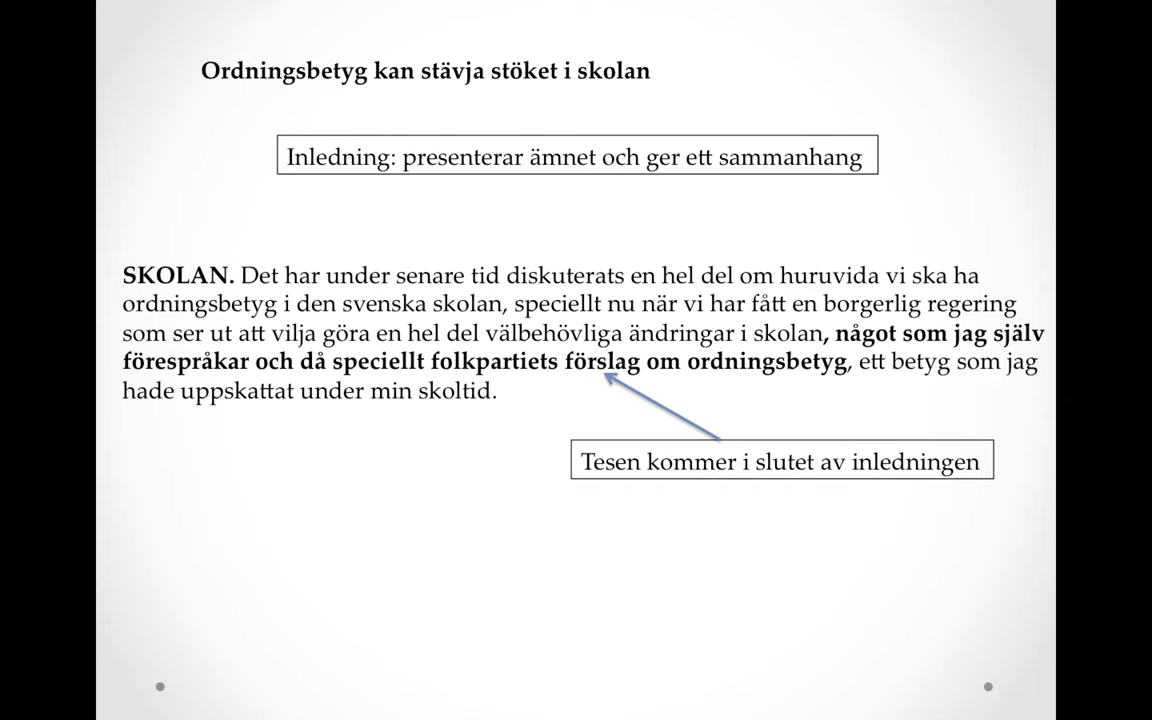 Ordningsbetyg kan stävja stöket i skolan
Inledning: presenterar ämnet och ger ett sammanhang
SKOLAN. Det har under senare tid diskuterats en hel del om huruvida vi ska ha
ordningsbetyg i den svenska skolan, speciellt nu när vi har fått en borgerlig regering
som ser ut att vilja göra en hel del välbehövliga ändringar i skolan, något som jag själv
förespråkar och då speciellt folkpartiets förslag om ordningsbetyg, ett betyg som jag
hade uppskattat under min skoltid.
Tesen kommer i slutet av inledningen